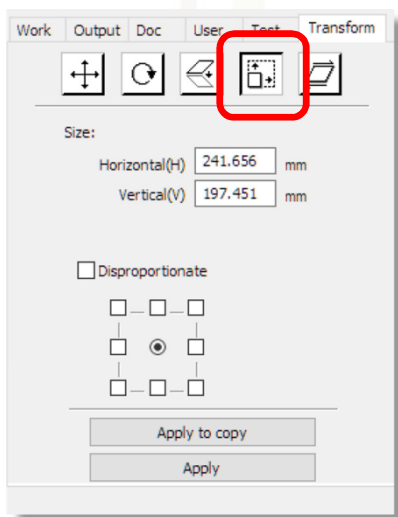 Work Output Doc User Test Transform
Size:
Horizontal(H) 241.656 mm
Vertical(V) 197.451 mm
Disproportionate
Apply to copy
Apply